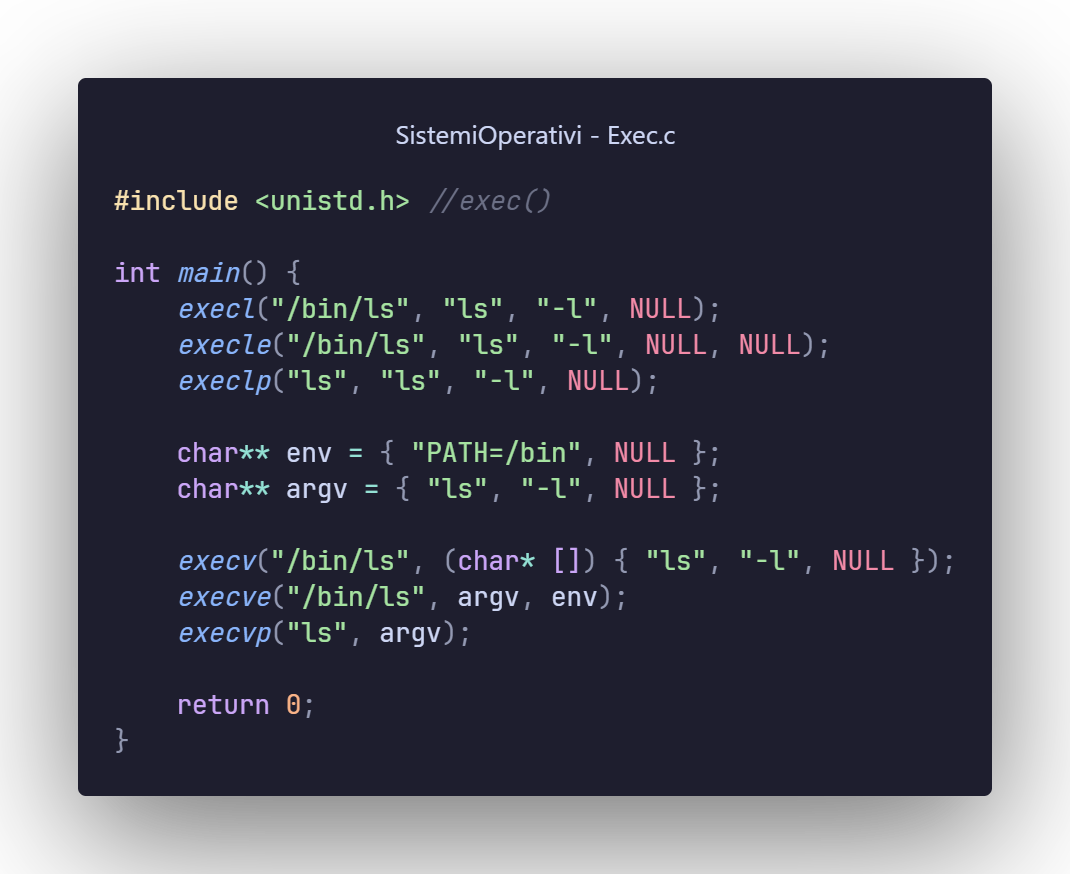 SistemiOperativi - Exec.c
#include <unistd.h> //exec()
int main() {
execl("/bin/ls", "ls", "-l", NULL);
execle("/bin/ls", "ls", "-l", NULL, NULL);
execlp("ls", "ls", "-l", NULL);
char** env = { "PATH=/bin", NULL };
char** argv = { "ls", "-l", NULL };
execv("/bin/ls", (char* []) { "ls", "-l", NULL });
execve("/bin/ls", argv, env);
execvp("ls", argv);
return 0;
}